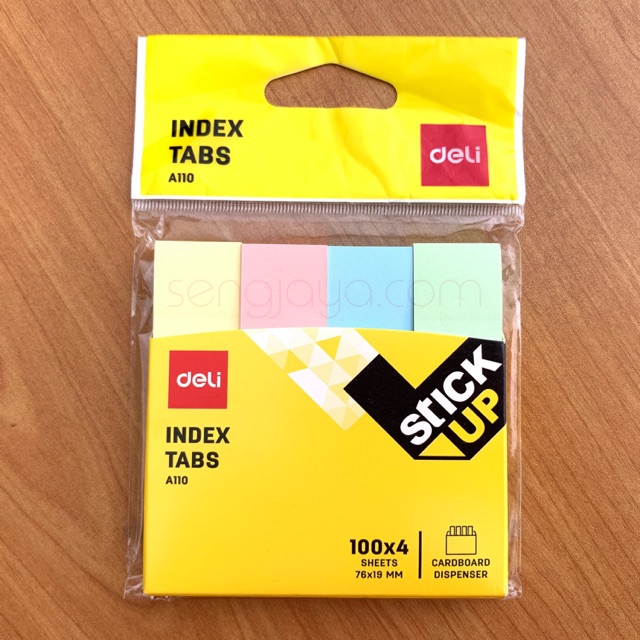 INDEX
TABS
A110
deli
sengjaya.com
deli
stick
UP
INDEX
TABS
A110
100x4
SHEETS
76x19 MM
CARDBOARD
DISPENSER